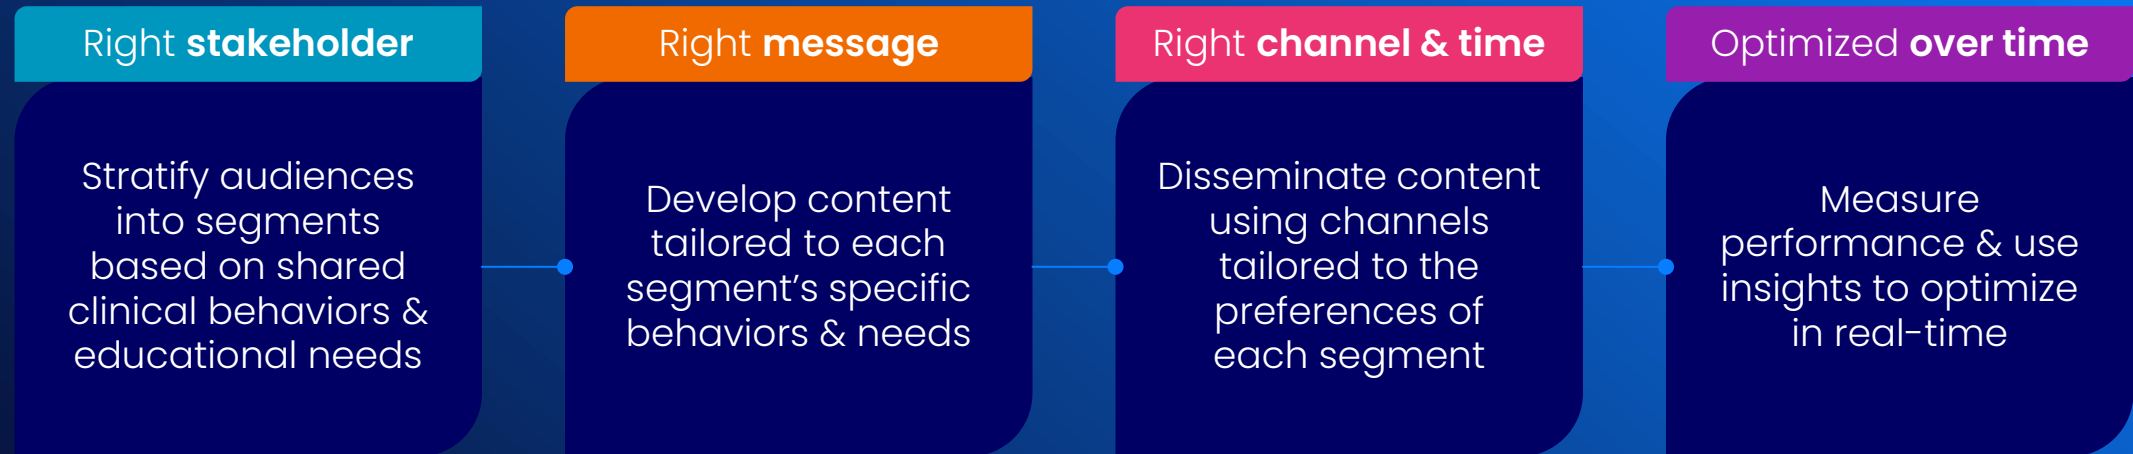 Right stakeholder
Stratify audiences
into segments
based on shared
clinical behaviors &
educational needs
Right message
Develop content
tailored to each
segment’s specific
behaviors & needs
Right channel & time
Disseminate content
using channels
tailored to the
preferences of
each segment
Optimized over time
Measure
performance & use
insights to optimize
in real-time